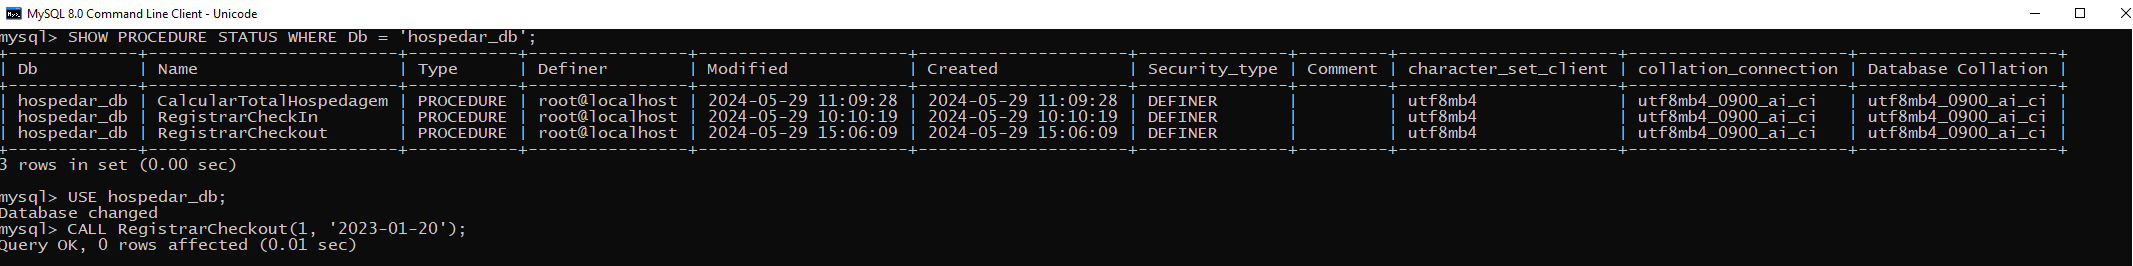 MySQL 8.0 Command Line Client - Unicode
mysql> SHOW PROCEDURE STATUS WHERE Db = 'hospedar_db';
+-------------+--------------------------+-----------+----------------+---------------------+---------------------+---------------+---------+----------------------+----------------------+--------------------+
| Db          | Name                     | Type      | Definer        | Modified            | Created             | Security_type | Comment | character_set_client | collation_connection | Database Collation |
+-------------+--------------------------+-----------+----------------+---------------------+---------------------+---------------+---------+----------------------+----------------------+--------------------+
| hospedar_db | CalcularTotalHospedagem | PROCEDURE | root@localhost | 2024-05-29 11:09:28 | 2024-05-29 11:09:28 | DEFINER       |         | utf8mb4              | utf8mb4_0900_ai_ci   | utf8mb4_0900_ai_ci |
| hospedar_db | RegistrarCheckIn        | PROCEDURE | root@localhost | 2024-05-29 10:10:19 | 2024-05-29 10:10:19 | DEFINER       |         | utf8mb4              | utf8mb4_0900_ai_ci   | utf8mb4_0900_ai_ci |
| hospedar_db | RegistrarCheckout       | PROCEDURE | root@localhost | 2024-05-29 15:06:09 | 2024-05-29 15:06:09 | DEFINER       |         | utf8mb4              | utf8mb4_0900_ai_ci   | utf8mb4_0900_ai_ci |
+-------------+--------------------------+-----------+----------------+---------------------+---------------------+---------------+---------+----------------------+----------------------+--------------------+
3 rows in set (0.00 sec)
mysql> USE hospedar_db;
Database changed
mysql> CALL RegistrarCheckout(1, '2023-01-20');
Query OK, 0 rows affected (0.01 sec)